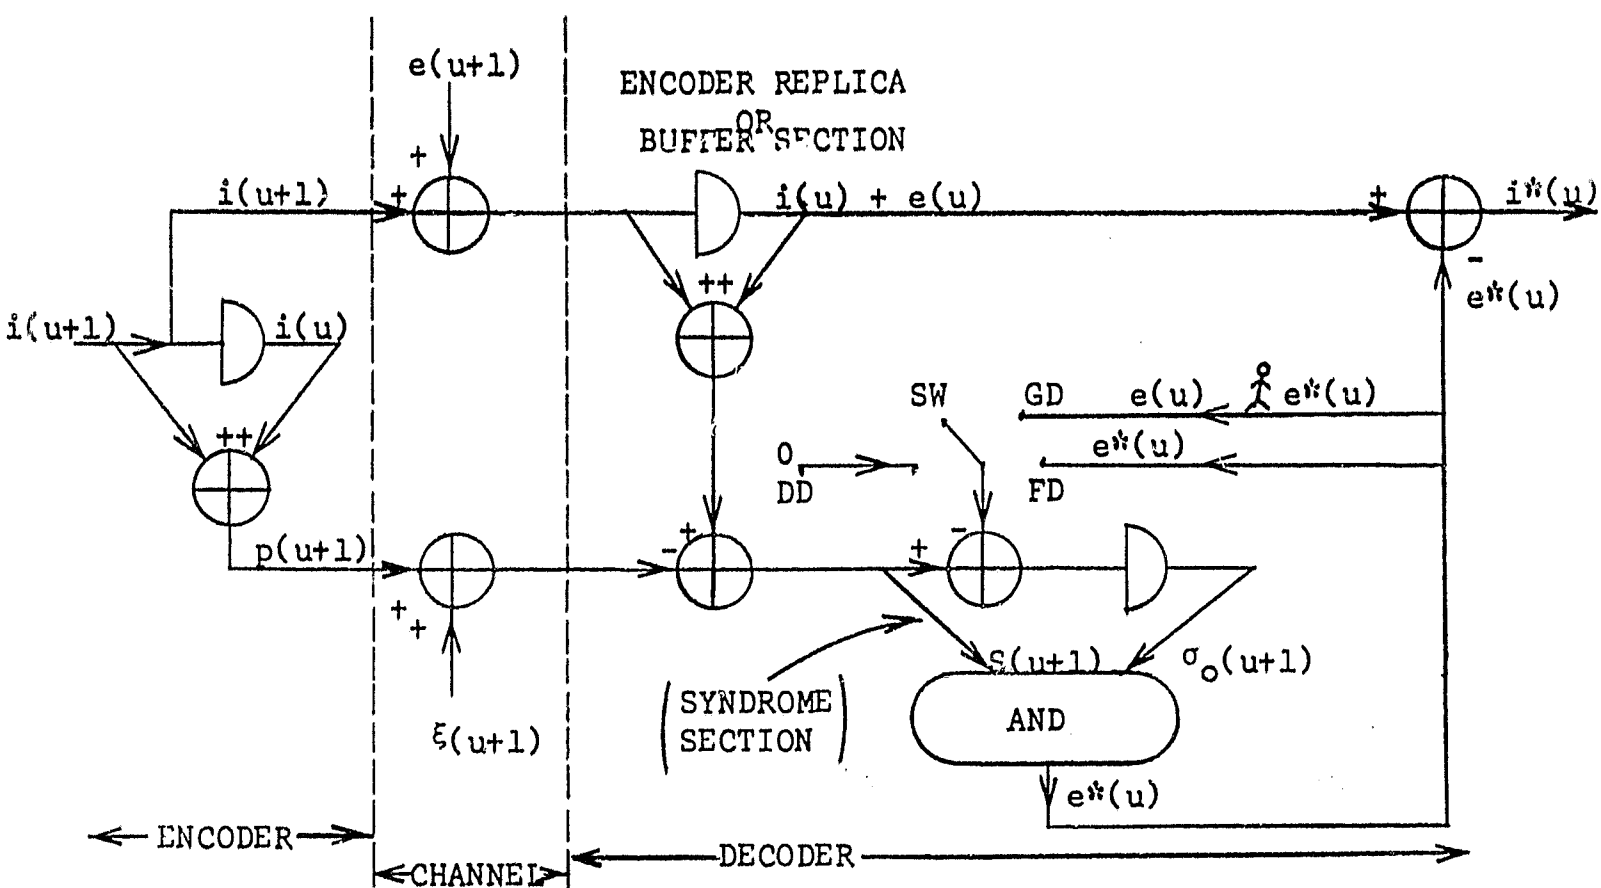 e(u+1)
ENCODER REPLICA
OR
BUFFER SECTION
+
i(u+1)
+
i(u) + e(u)
+
i*(u)
-
e*(u)
++
i(u+1)
i(u)
SW
GD
e(u)
e*(u)
++
e*(u)
0
DD
FD
p(u+1)
-
+
+
-
+
+
S(u+1)
σo(u+1)
(SYNDROME
SECTION)
AND
ξ(u+1)
e*(u)
ENCODER
DECODER
CHANNEL